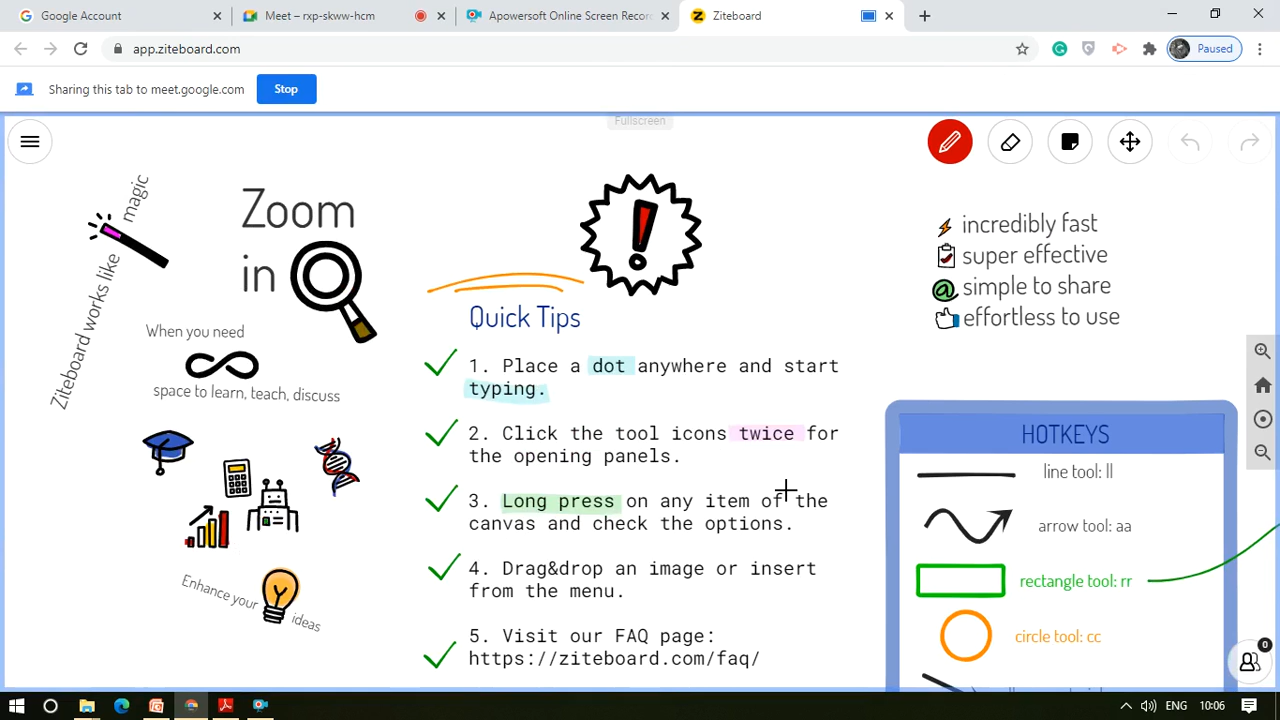 Google Account
Meet – rxp-skww-hcm
Apowersoft Online Screen Recor
Ziteboard
app.ziteboard.com
Paused
Sharing this tab to meet.google.com
Stop
Fullscreen
Ziteboard works like magic
Zoom
in
When you need
space to learn, teach, discuss
Enhance your ideas
Quick Tips
1. Place a dot anywhere and start
typing.
2. Click the tool icons twice for
the opening panels.
3. Long press on any item of the
canvas and check the options.
4. Drag&drop an image or insert
from the menu.
5. Visit our FAQ page:
https://ziteboard.com/faq/
incredibly fast
super effective
simple to share
effortless to use
HOTKEYS
line tool: ll
arrow tool: aa
rectangle tool: rr
circle tool: cc
0
ENG
10:06